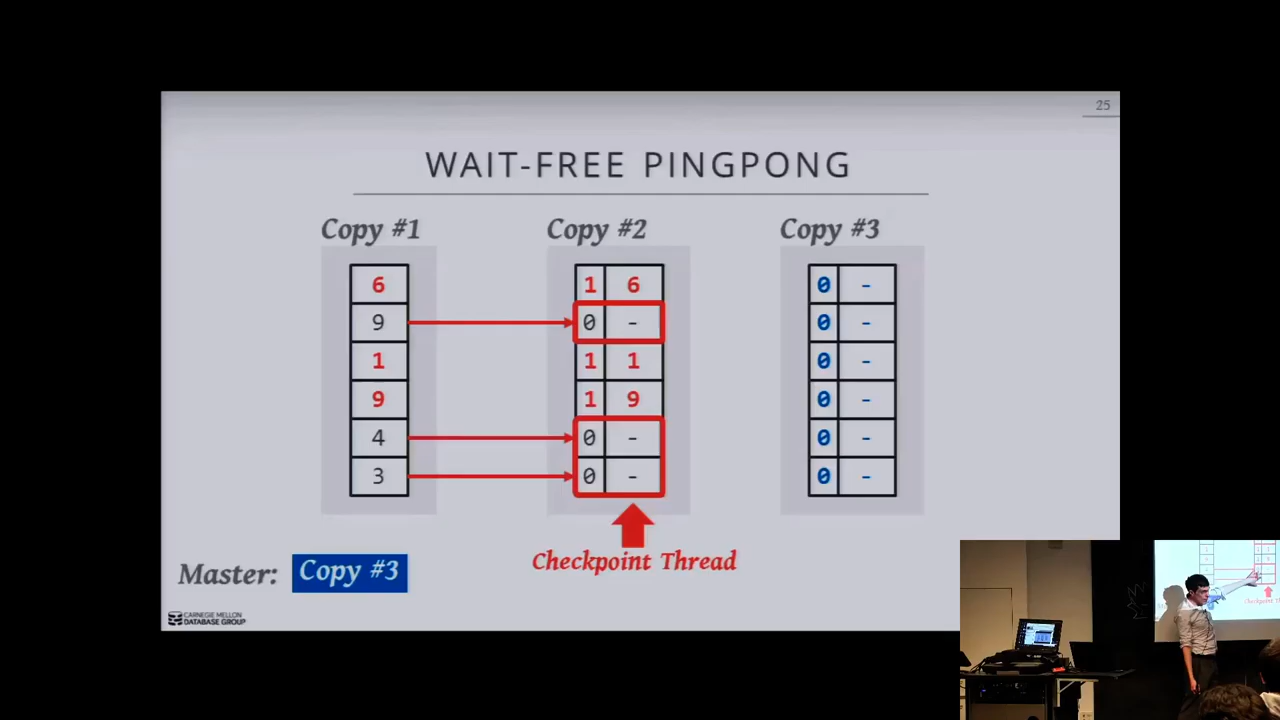 25
WAIT-FREE PINGPONG
Copy #1 Copy #2 Copy #3
6 1 6 0 -
9 0 - 0 -
1 1 1 0 -
9 1 9 0 -
4 0 - 0 -
3 0 - 0 -
Checkpoint Thread
Master: Copy #3
CARNEGIE MELLON
DATABASE GROUP